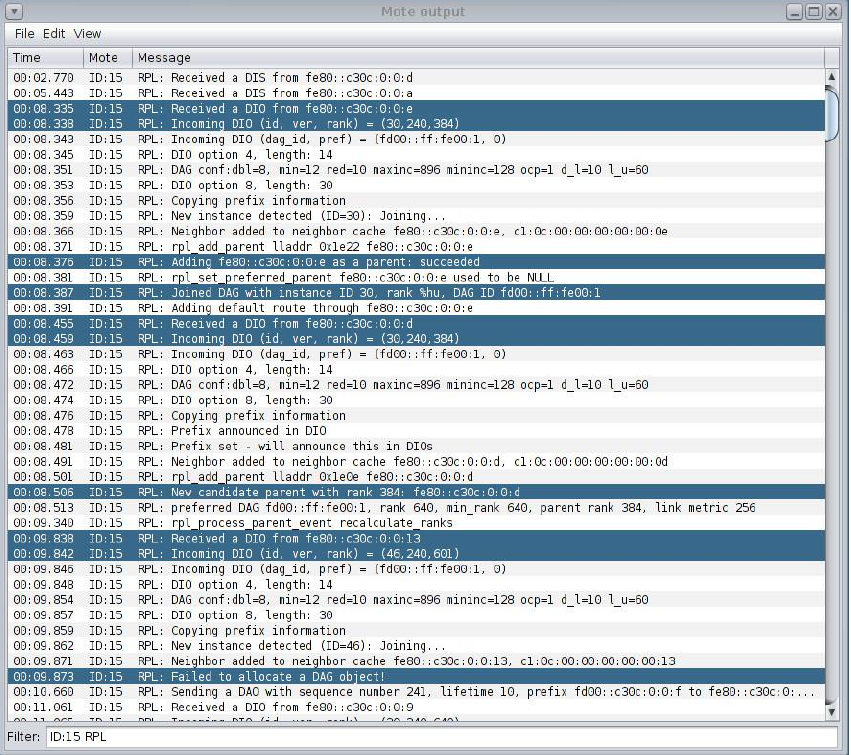 Mote output
File Edit View
Time Mote Message
00:02.770 ID:15 RPL: Received a DIS from fe80::c30c:0:0:d
00:05.443 ID:15 RPL: Received a DIS from fe80::c30c:0:0:a
00:08.335 ID:15 RPL: Received a DIO from fe80::c30c:0:0:e
00:08.338 ID:15 RPL: Incoming DIO (id, ver, rank) = (30,240,384)
00:08.343 ID:15 RPL: Incoming DIO (dag_id, pref) = (fd00::ff:fe00:1, 0)
00:08.345 ID:15 RPL: DIO option 4, length: 14
00:08.351 ID:15 RPL: DAG conf:dbl=8, min=12 red=10 maxinc=896 mininc=128 ocp=1 d_l=10 l_u=60
00:08.353 ID:15 RPL: DIO option 8, length: 30
00:08.356 ID:15 RPL: Copying prefix information
00:08.359 ID:15 RPL: New instance detected (ID=30): Joining...
00:08.366 ID:15 RPL: Neighbor added to neighbor cache fe80::c30c:0:0:e, c1:0c:00:00:00:00:00:0e
00:08.371 ID:15 RPL: rpl_add_parent lladdr 0x1e22 fe80::c30c:0:0:e
00:08.376 ID:15 RPL: Adding fe80::c30c:0:0:e as a parent: succeeded
00:08.381 ID:15 RPL: rpl_set_preferred_parent fe80::c30c:0:0:e used to be NULL
00:08.387 ID:15 RPL: Joined DAG with instance ID 30, rank %hu, DAG ID fd00::ff:fe00:1
00:08.391 ID:15 RPL: Adding default route through fe80::c30c:0:0:e
00:08.455 ID:15 RPL: Received a DIO from fe80::c30c:0:0:d
00:08.459 ID:15 RPL: Incoming DIO (id, ver, rank) = (30,240,384)
00:08.463 ID:15 RPL: Incoming DIO (dag_id, pref) = (fd00::ff:fe00:1, 0)
00:08.466 ID:15 RPL: DIO option 4, length: 14
00:08.472 ID:15 RPL: DAG conf:dbl=8, min=12 red=10 maxinc=896 mininc=128 ocp=1 d_l=10 l_u=60
00:08.474 ID:15 RPL: DIO option 8, length: 30
00:08.476 ID:15 RPL: Copying prefix information
00:08.478 ID:15 RPL: Prefix announced in DIO
00:08.481 ID:15 RPL: Prefix set - will announce this in DIOs
00:08.491 ID:15 RPL: Neighbor added to neighbor cache fe80::c30c:0:0:d, c1:0c:00:00:00:00:00:0d
00:08.501 ID:15 RPL: rpl_add_parent lladdr 0x1e0e fe80::c30c:0:0:d
00:08.506 ID:15 RPL: New candidate parent with rank 384: fe80::c30c:0:0:d
00:08.513 ID:15 RPL: preferred DAG fd00::ff:fe00:1, rank 640, min_rank 640, parent rank 384, link metric 256
00:09.340 ID:15 RPL: rpl_process_parent_event recalculate_ranks
00:09.838 ID:15 RPL: Received a DIO from fe80::c30c:0:0:13
00:09.842 ID:15 RPL: Incoming DIO (id, ver, rank) = (46,240,601)
00:09.846 ID:15 RPL: Incoming DIO (dag_id, pref) = (fd00::ff:fe00:1, 0)
00:09.848 ID:15 RPL: DIO option 4, length: 14
00:09.854 ID:15 RPL: DAG conf:dbl=8, min=12 red=10 maxinc=896 mininc=128 ocp=1 d_l=10 l_u=60
00:09.857 ID:15 RPL: DIO option 8, length: 30
00:09.859 ID:15 RPL: Copying prefix information
00:09.862 ID:15 RPL: New instance detected (ID=46): Joining...
00:09.871 ID:15 RPL: Neighbor added to neighbor cache fe80::c30c:0:0:13, c1:0c:00:00:00:00:00:13
00:09.873 ID:15 RPL: Failed to allocate a DAG object!
00:10.660 ID:15 RPL: Sending a DAO with sequence number 241, lifetime 10, prefix fd00::c30c:0:0:f to fe80::c30c:0:...
00:11.061 ID:15 RPL: Received a DIO from fe80::c30c:0:0:9
ID:15 RPL: Incoming DIO (id, ver, rank) =
Filter: ID:15 RPL